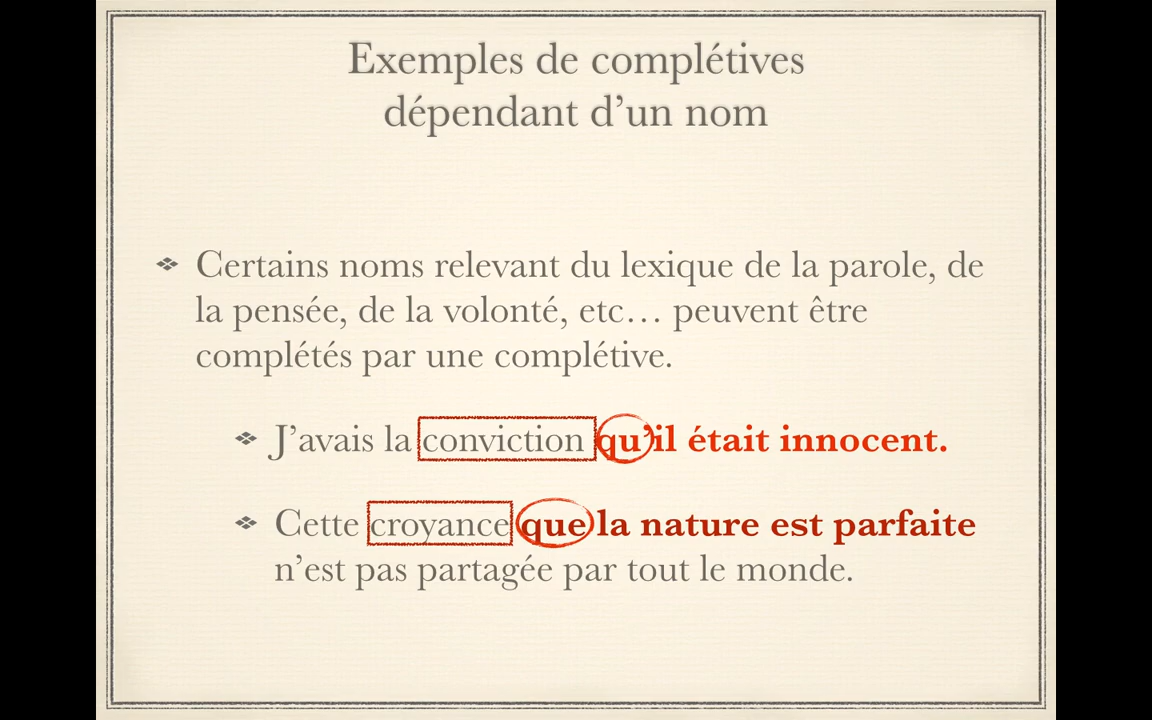 Exemples de complétives
dépendant d’un nom
Certains noms relevant du lexique de la parole, de
la pensée, de la volonté, etc… peuvent être
complétés par une complétive.
J’avais la conviction qu’il était innocent.
Cette croyance que la nature est parfaite
n’est pas partagée par tout le monde.